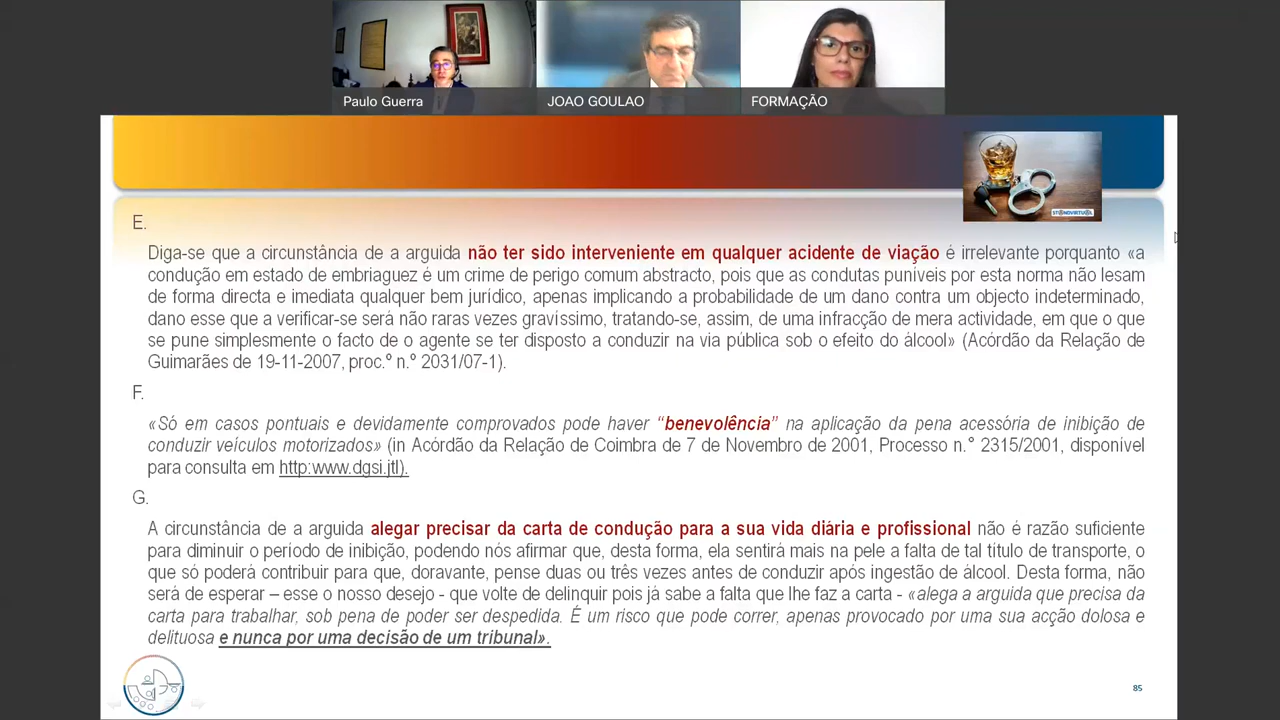 Paulo Guerra
JOAO GOULAO
FORMAÇÃO
STANDVIRTUAL
E.
Diga-se que a circunstância de a arguida não ter sido interveniente em qualquer acidente de viação é irrelevante porquanto «a
condução em estado de embriaguez é um crime de perigo comum abstracto, pois que as condutas puníveis por esta norma não lesam
de forma directa e imediata qualquer bem jurídico, apenas implicando a probabilidade de um dano contra um objecto indeterminado,
dano esse que a verificar-se será não raras vezes gravíssimo, tratando-se, assim, de uma infracção de mera actividade, em que o que
se pune simplesmente o facto de o agente se ter disposto a conduzir na via pública sob o efeito do álcool» (Acórdão da Relação de
Guimarães de 19-11-2007, proc.º n.º 2031/07-1).
F.
«Só em casos pontuais e devidamente comprovados pode haver “benevolência” na aplicação da pena acessória de inibição de
conduzir veículos motorizados» (in Acórdão da Relação de Coimbra de 7 de Novembro de 2001, Processo n.° 2315/2001, disponível
para consulta em http:www.dgsi.jtl).
G.
A circunstância de a arguida alegar precisar da carta de condução para a sua vida diária e profissional não é razão suficiente
para diminuir o período de inibição, podendo nós afirmar que, desta forma, ela sentirá mais na pele a falta de tal título de transporte, o
que só poderá contribuir para que, doravante, pense duas ou três vezes antes de conduzir após ingestão de álcool. Desta forma, não
será de esperar – esse o nosso desejo - que volte de delinquir pois já sabe a falta que lhe faz a carta - «alega a arguida que precisa da
carta para trabalhar, sob pena de poder ser despedida. É um risco que pode correr, apenas provocado por uma sua acção dolosa e
delituosa e nunca por uma decisão de um tribunal».
85